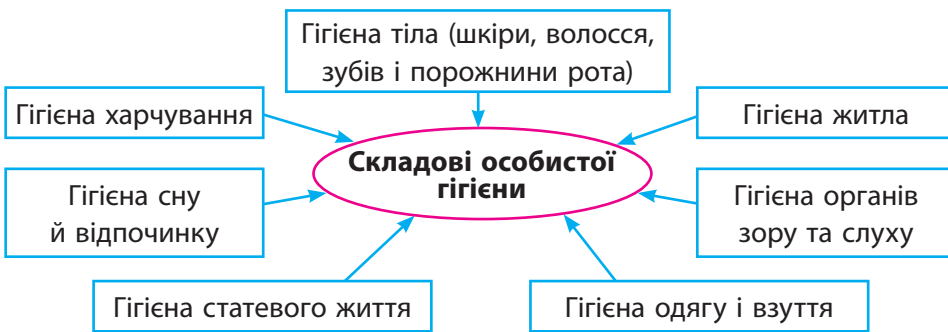 Гігієна тіла (шкіри, волосся,
зубів і порожнини рота)
Гігієна харчування
Гігієна житла
Складові особистої
гігієни
Гігієна сну
й відпочинку
Гігієна органів
зору та слуху
Гігієна статевого життя
Гігієна одягу і взуття